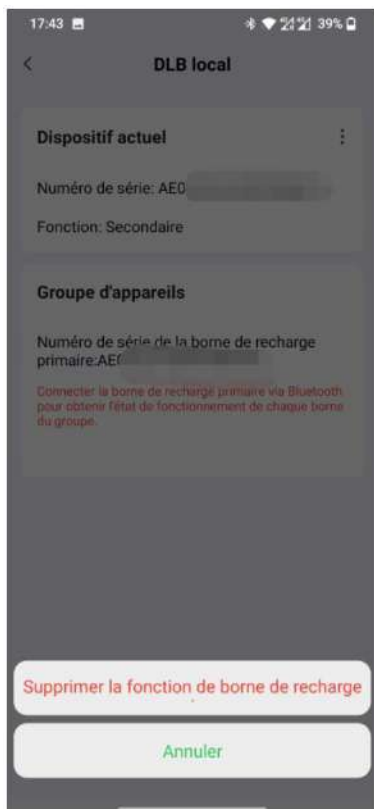 17:43 39%
DLB local
Dispositif actuel
Numéro de série: AE0
Fonction: Secondaire
Groupe d'appareils
Numéro de série de la borne de recharge
primaire:AE0
Connecter la borne de recharge primaire via Bluetooth
pour obtenir l'état de fonctionnement de chaque borne
du groupe.
Supprimer la fonction de borne de recharge
Annuler